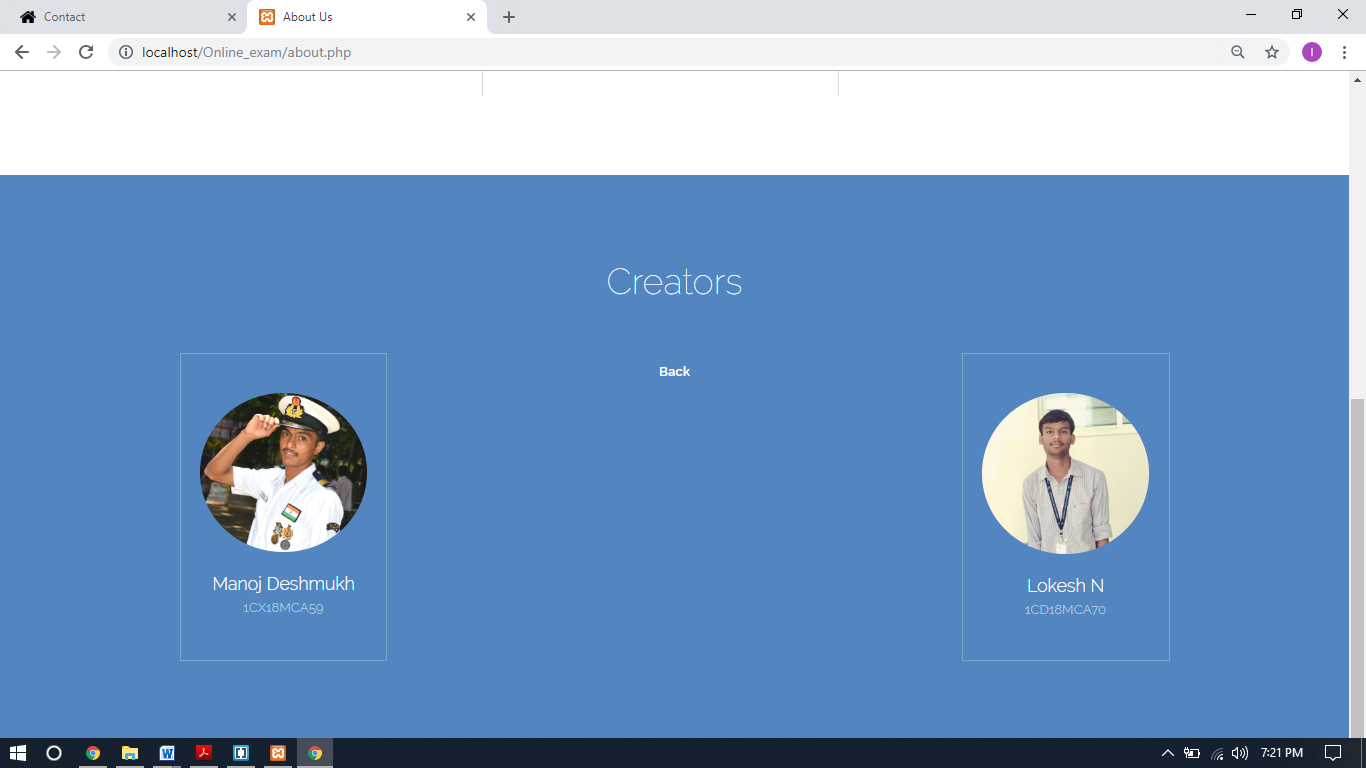 Contact
About Us
localhost/Online_exam/about.php
I
Creators
Back
Manoj Deshmukh
1CX18MCA59
Lokesh N
1CD18MCA70
7:21 PM